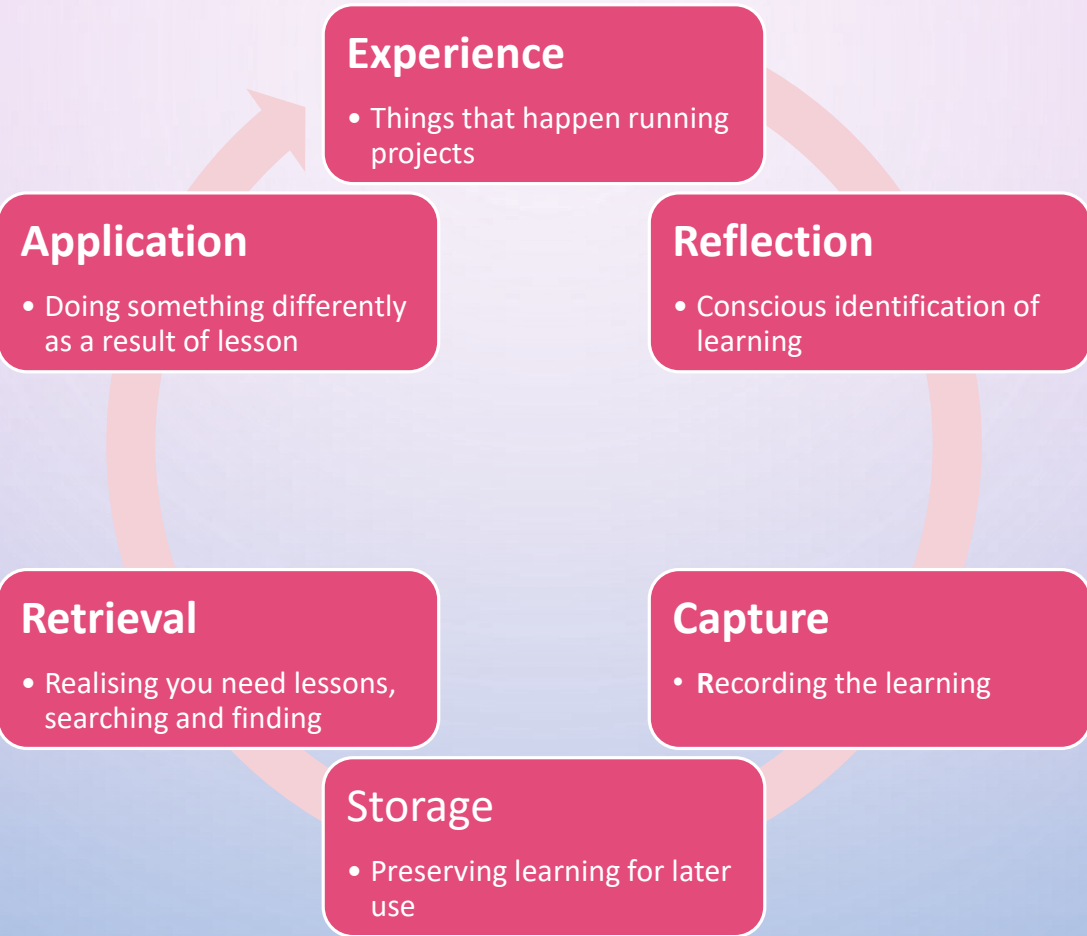 Experience
• Things that happen running
projects
Reflection
• Conscious identification of
learning
Capture
• Recording the learning
Storage
• Preserving learning for later
use
Retrieval
• Realising you need lessons,
searching and finding
Application
• Doing something differently
as a result of lesson